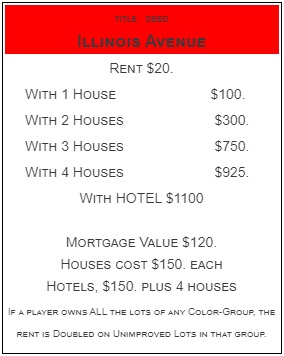 TITLE DEED
ILLINOIS AVENUE
RENT $20.
WITH 1 HOUSE $100.
WITH 2 HOUSES $300.
WITH 3 HOUSES $750.
WITH 4 HOUSES $925.
WITH HOTEL $1100
MORTGAGE VALUE $120.
HOUSES COST $150. EACH
HOTELS, $150. PLUS 4 HOUSES
IF A PLAYER OWNS ALL THE LOTS OF ANY COLOR-GROUP, THE
RENT IS DOUBLED ON UNIMPROVED LOTS IN THAT GROUP.